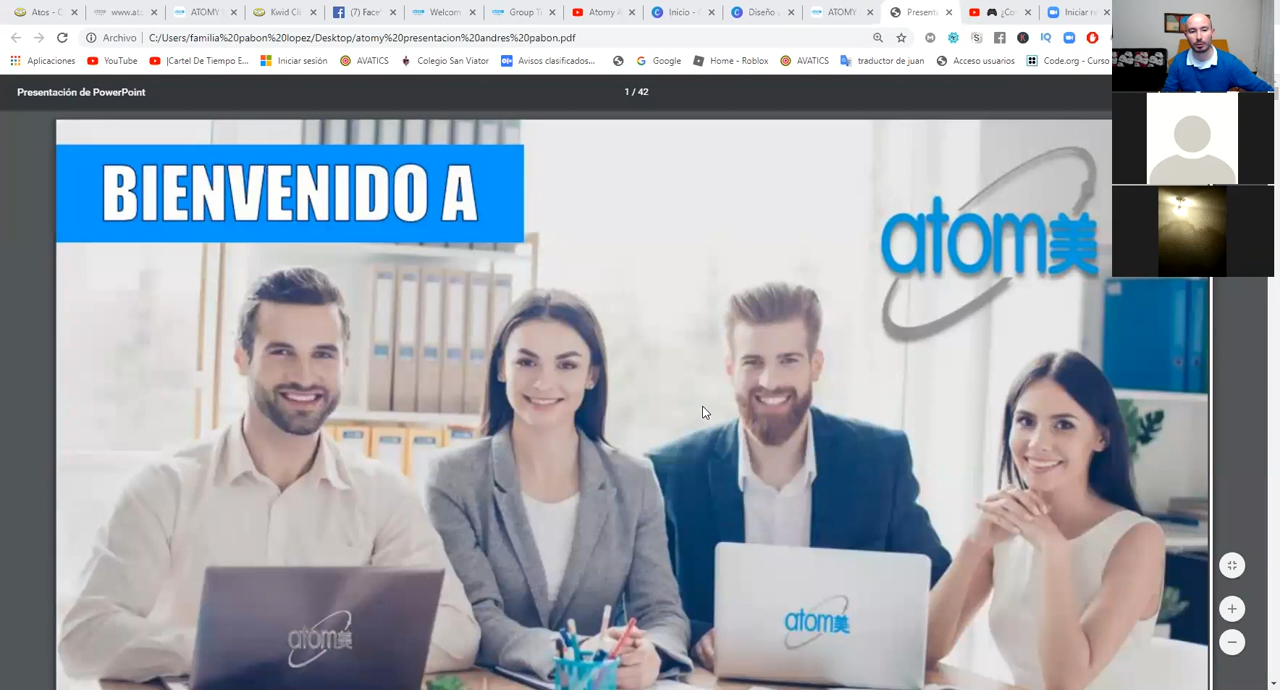 Atos - C
www.ato
ATOMY
Kwid Cli
(7) Face
Welcom
Group T
Atomy A
Inicio - C
Diseño
ATOMY
Present
¿Co
Iniciar re
Archivo
C:/Users/familia%20pabon%20lopez/Desktop/atomy%20presentacion%20andres%20pabon.pdf
Aplicaciones
YouTube
|Cartel De Tiempo E...
Iniciar sesión
AVATICS
Colegio San Viator
Avisos clasificados...
Google
Home - Roblox
AVATICS
traductor de juan
Acceso usuarios
Code.org - Curso
Presentación de PowerPoint
1 / 42
BIENVENIDO A
atom美
atom美
atom美